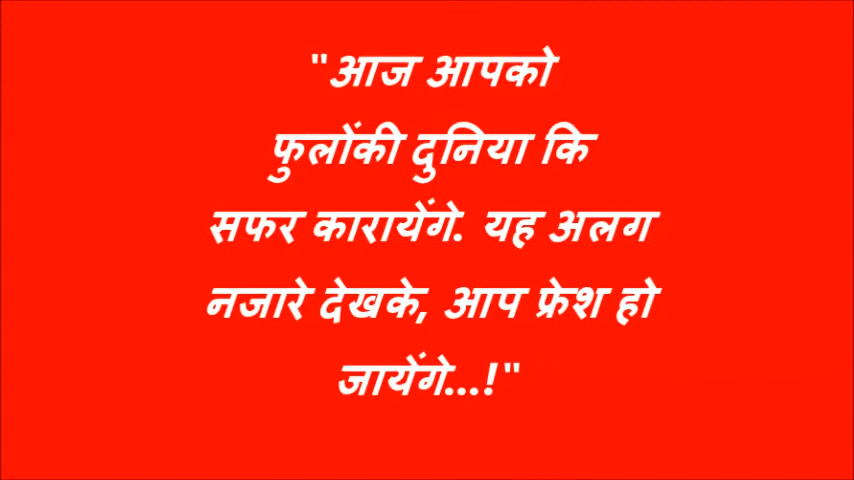 "आज आपको
फुलोंकी दुनिया कि
सफर कारायेंगे. यह अलग
नजारे देखके, आप फ्रेश हो
जायेंगे...!"